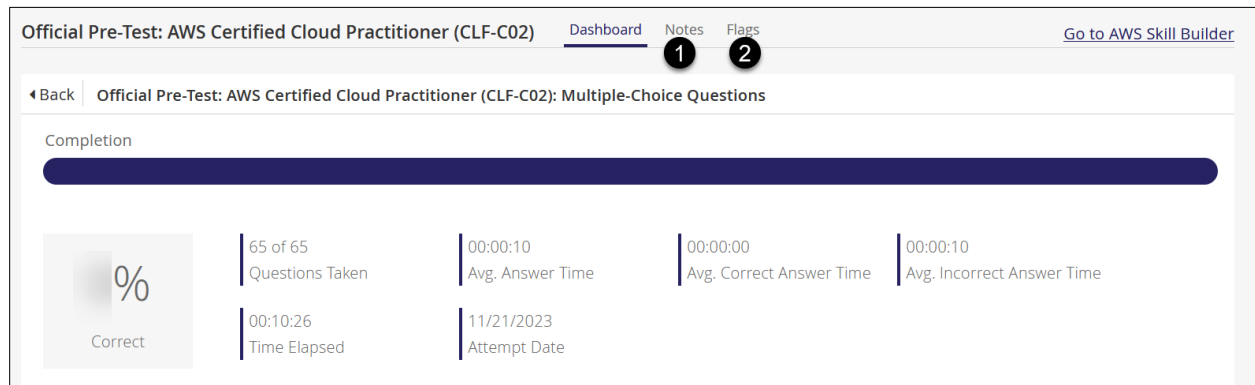 Official Pre-Test: AWS Certified Cloud Practitioner (CLF-C02) Dashboard Notes Flags Go to AWS Skill Builder
1 2
Back Official Pre-Test: AWS Certified Cloud Practitioner (CLF-C02): Multiple-Choice Questions
Completion
65 of 65 00:00:10 00:00:00 00:00:10
Questions Taken Avg. Answer Time Avg. Correct Answer Time Avg. Incorrect Answer Time
%
00:10:26 11/21/2023
Correct Time Elapsed Attempt Date